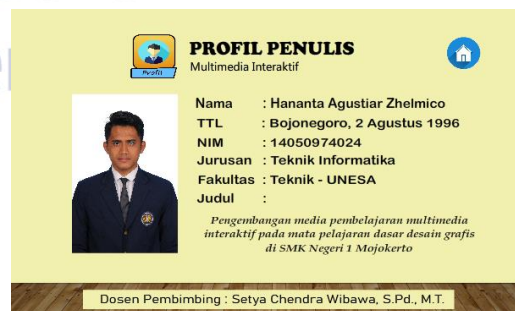 PROFIL PENULIS
Multimedia Interaktif
Profil
Nama : Hananta Agustiar Zhelmico
TTL : Bojonegoro, 2 Agustus 1996
NIM : 14050974024
Jurusan : Teknik Informatika
Fakultas : Teknik - UNESA
Judul :
Pengembangan media pembelajaran multimedia
interaktif pada mata pelajaran dasar desain grafis
di SMK Negeri 1 Mojokerto
Dosen Pembimbing : Setya Chendra Wibawa, S.Pd., M.T.